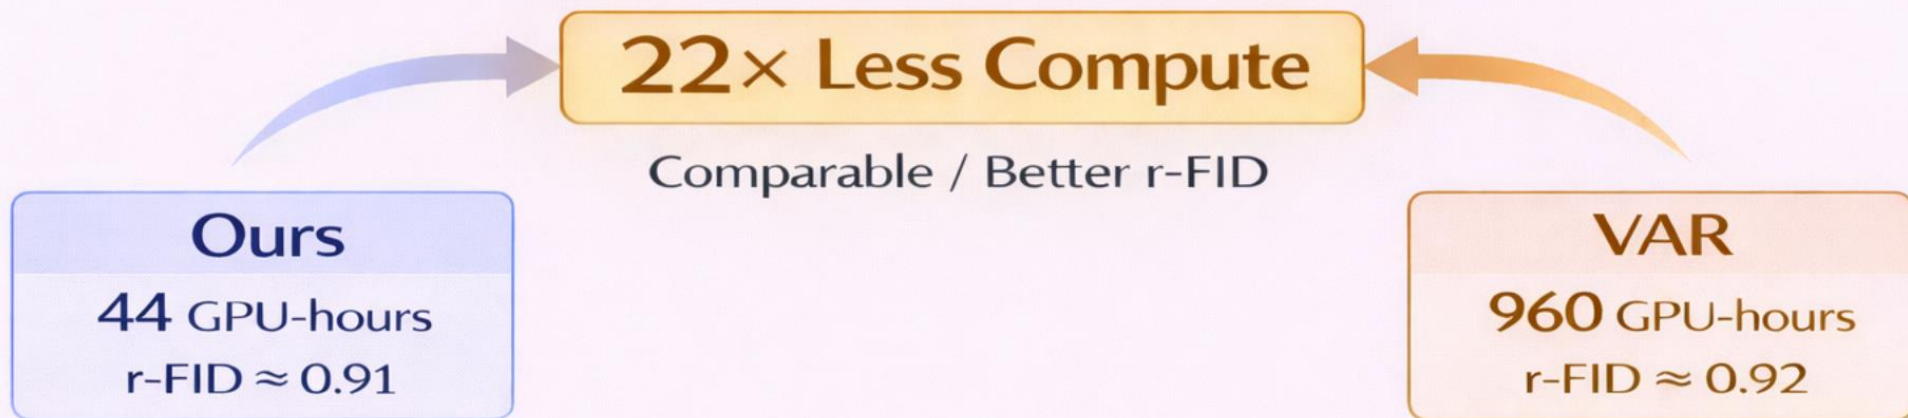 22× Less Compute
Comparable / Better r-FID
Ours
44 GPU-hours
r-FID ≈ 0.91
VAR
960 GPU-hours
r-FID ≈ 0.92